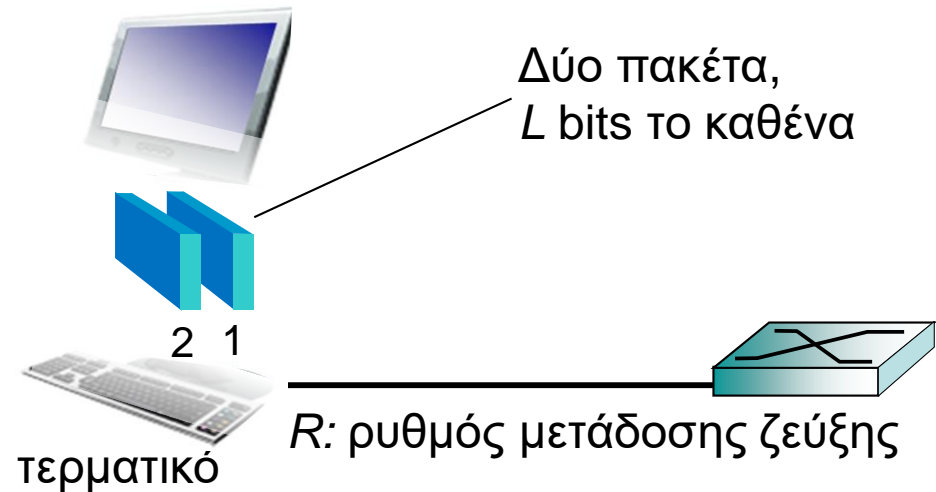 Δύο πακέτα,
L bits το καθένα
2 1
R: ρυθμός μετάδοσης ζεύξης
τερματικό